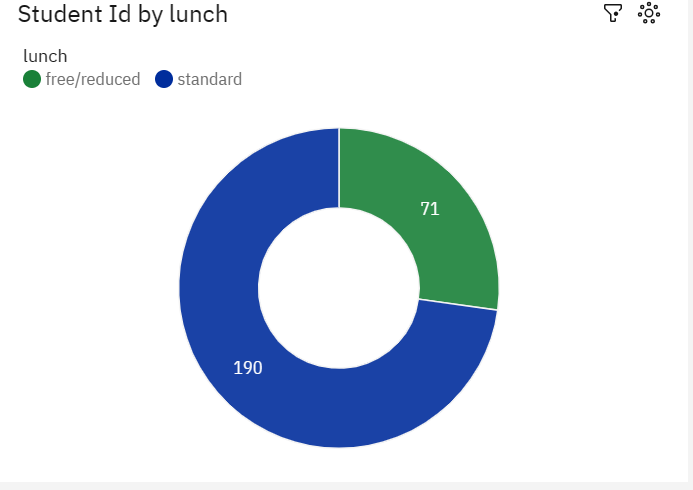 Student Id by lunch
lunch
free/reduced standard
71
190